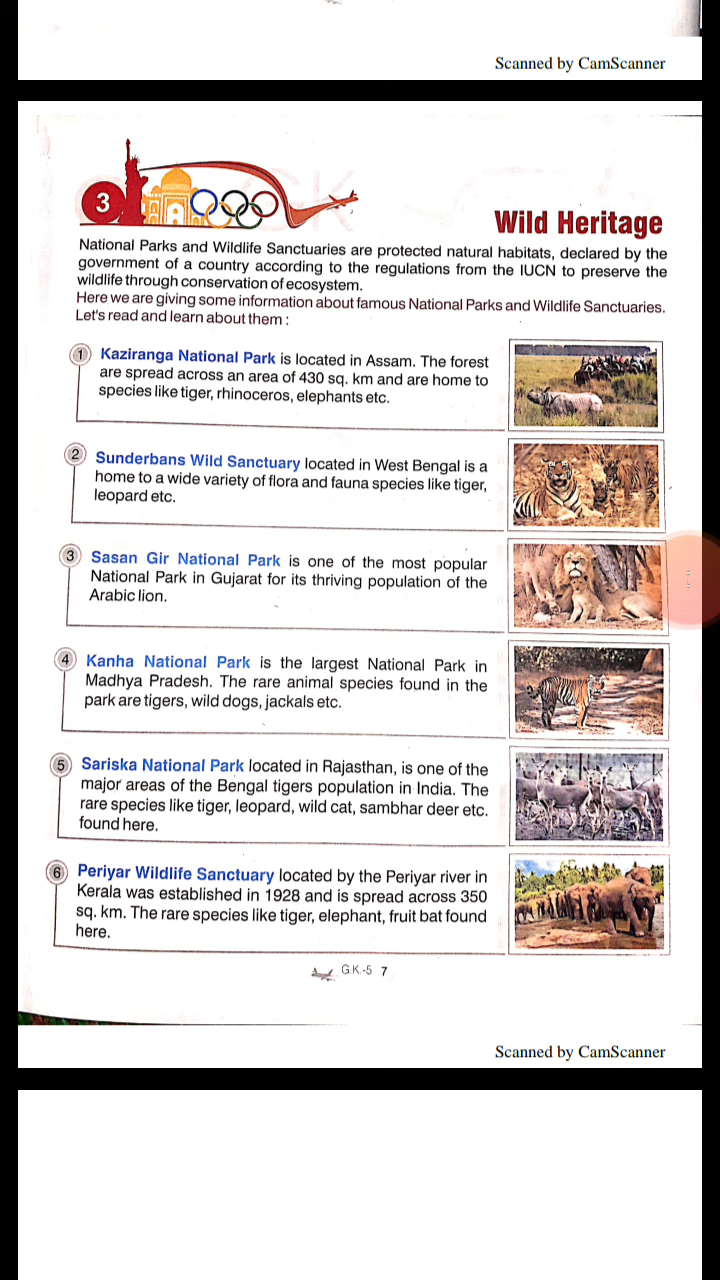 Scanned by CamScanner
3
Wild Heritage
National Parks and Wildlife Sanctuaries are protected natural habitats, declared by the
government of a country according to the regulations from the IUCN to preserve the
wildlife through conservation of ecosystem.
Here we are giving some information about famous National Parks and Wildlife Sanctuaries.
Let's read and learn about them :
1 Kaziranga National Park is located in Assam. The forest
are spread across an area of 430 sq. km and are home to
species like tiger, rhinoceros, elephants etc.
2 Sunderbans Wild Sanctuary located in West Bengal is a
home to a wide variety of flora and fauna species like tiger,
leopard etc.
3 Sasan Gir National Park is one of the most popular
National Park in Gujarat for its thriving population of the
Arabic lion.
4 Kanha National Park is the largest National Park in
Madhya Pradesh. The rare animal species found in the
park are tigers, wild dogs, jackals etc.
5 Sariska National Park located in Rajasthan, is one of the
major areas of the Bengal tigers population in India. The
rare species like tiger, leopard, wild cat, sambhar deer etc.
found here.
6 Periyar Wildlife Sanctuary located by the Periyar river in
Kerala was established in 1928 and is spread across 350
sq. km. The rare species like tiger, elephant, fruit bat found
here.
G.K.-5 7
Scanned by CamScanner